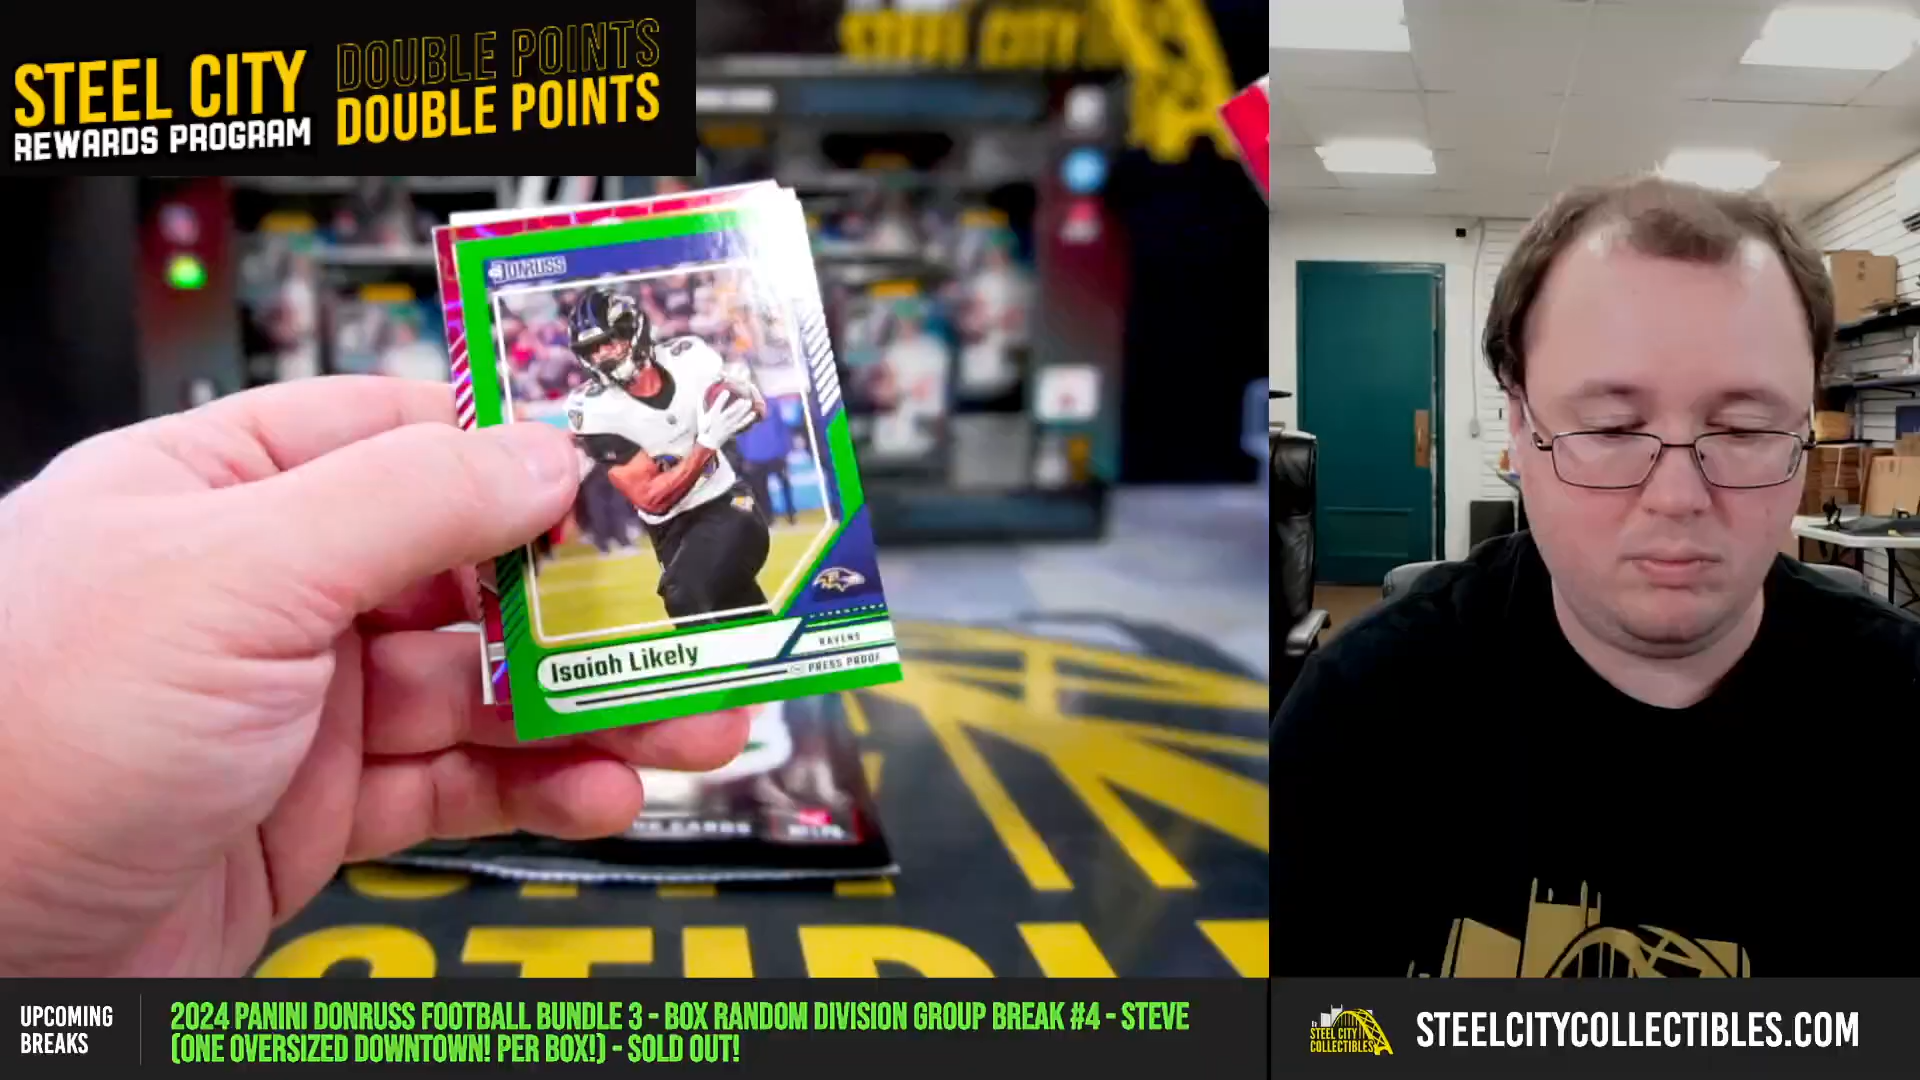 STEEL CITY
REWARDS PROGRAM
DOUBLE POINTS
DOUBLE POINTS
DONRUSS
Isaiah Likely
RAVENS
PRESS PROOF
UPCOMING
BREAKS
2024 PANINI DONRUSS FOOTBALL BUNDLE 3 - BOX RANDOM DIVISION GROUP BREAK #4 - STEVE
(ONE OVERSIZED DOWNTOWN! PER BOX!) - SOLD OUT!
STEEL CITY
COLLECTIBLES
STEELCITYCOLLECTIBLES.COM